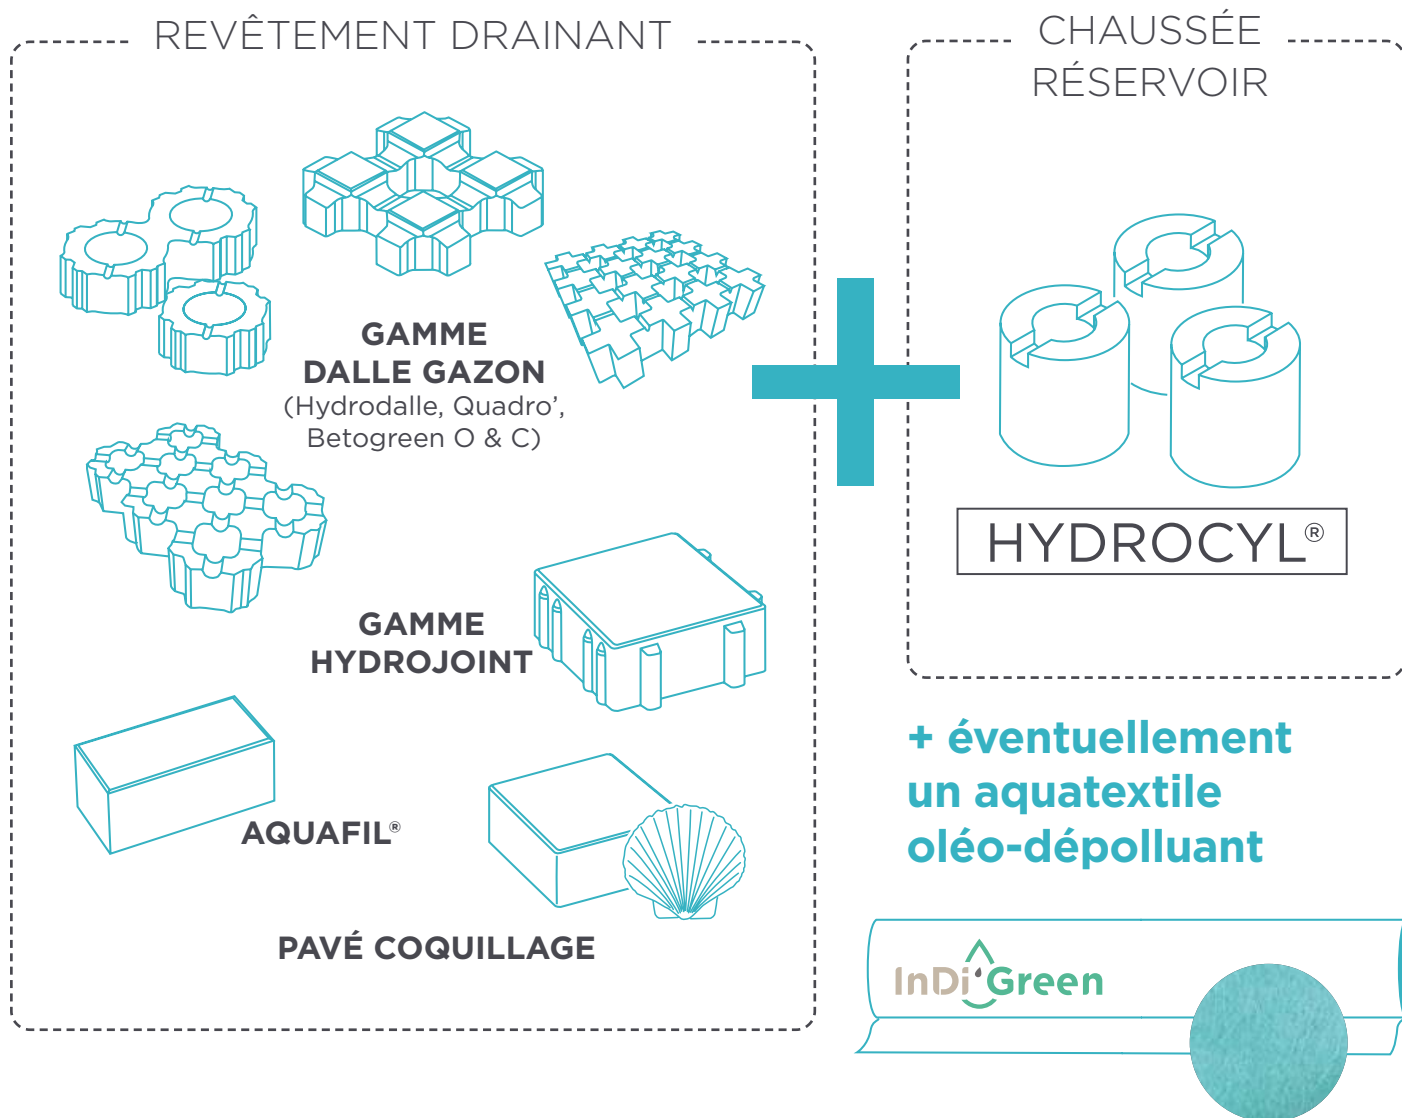 REVÊTEMENT DRAINANT
GAMME
DALLE GAZON
(Hydrodalle, Quadro’,
Betogreen O & C)
GAMME
HYDROJOINT
AQUAFIL®
PAVÉ COQUILLAGE
CHAUSSÉE
RÉSERVOIR
HYDROCYL®
+ éventuellement
un aquatextile
oléo-dépolluant
InDi'Green